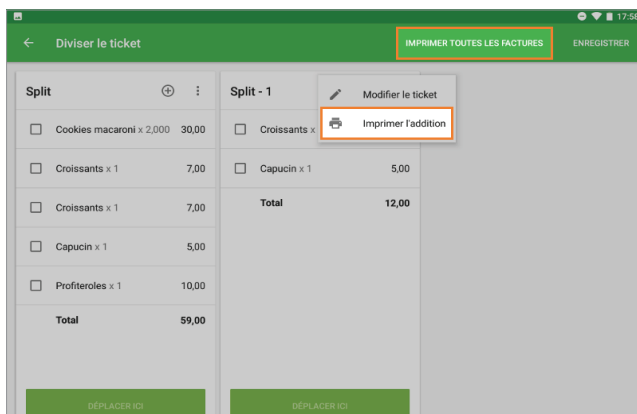 17:58
Diviser le ticket
IMPRIMER TOUTES LES FACTURES
ENREGISTRER
Split
Cookies macaroni x 2,000 30,00
Croissants x 1 7,00
Croissants x 1 7,00
Capucin x 1 5,00
Profiteroles x 1 10,00
Total 59,00
DÉPLACER ICI
Split - 1
Modifier le ticket
Imprimer l'addition
Croissants x
Capucin x 1 5,00
Total 12,00
DÉPLACER ICI